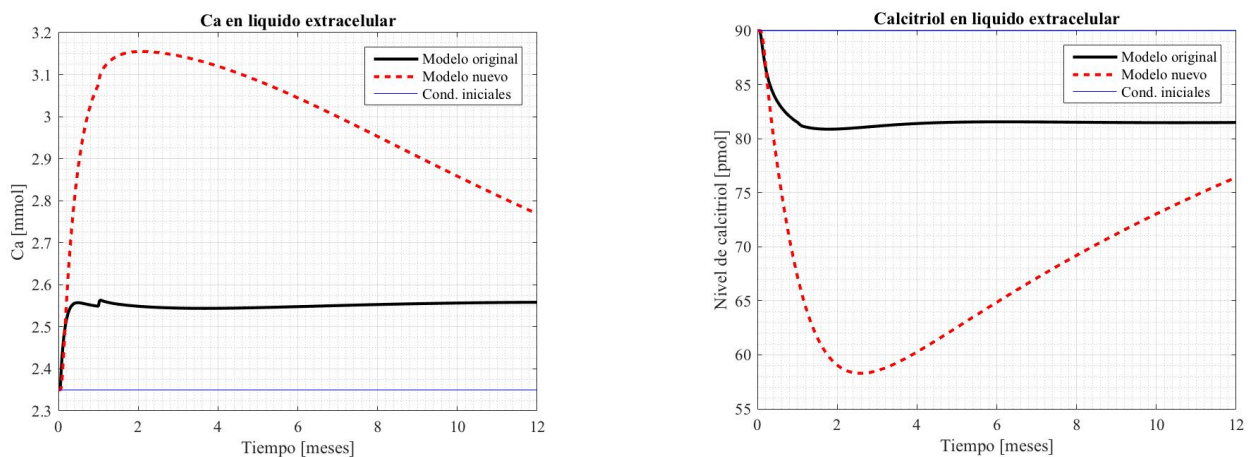 Ca en liquido extracelular
3.2
3.1
3
2.9
2.8
2.7
2.6
2.5
2.4
2.3
Ca [mmol]
Modelo original
Modelo nuevo
Cond. iniciales
0 2 4 6 8 10 12
Tiempo [meses]
Calcitriol en liquido extracelular
90
85
80
75
70
65
60
55
Nivel de calcitriol [pmol]
Modelo original
Modelo nuevo
Cond. iniciales
0 2 4 6 8 10 12
Tiempo [meses]